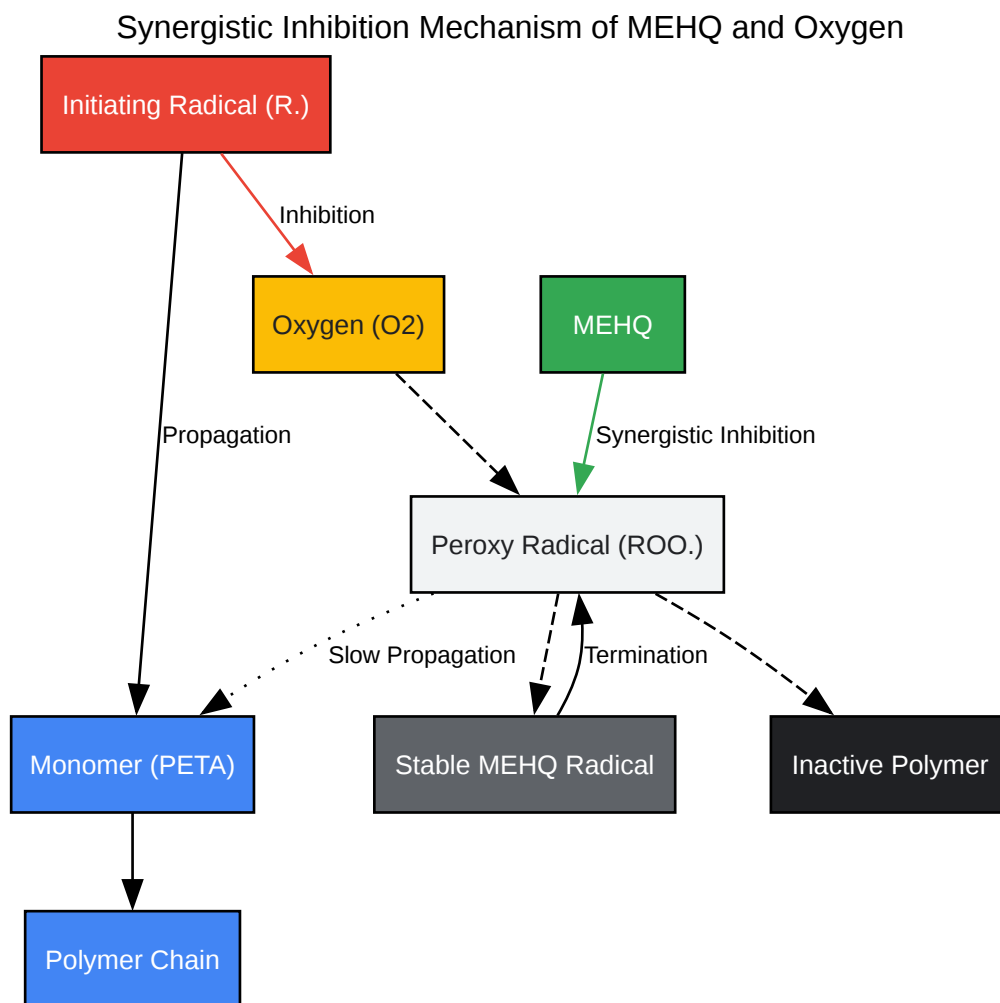 Synergistic Inhibition Mechanism of MEHQ and Oxygen
Initiating Radical (R.)
Inhibition
Oxygen (O2)
MEHQ
Propagation
Synergistic Inhibition
Peroxy Radical (ROO.)
Slow Propagation
Termination
Monomer (PETA)
Stable MEHQ Radical
Inactive Polymer
Polymer Chain